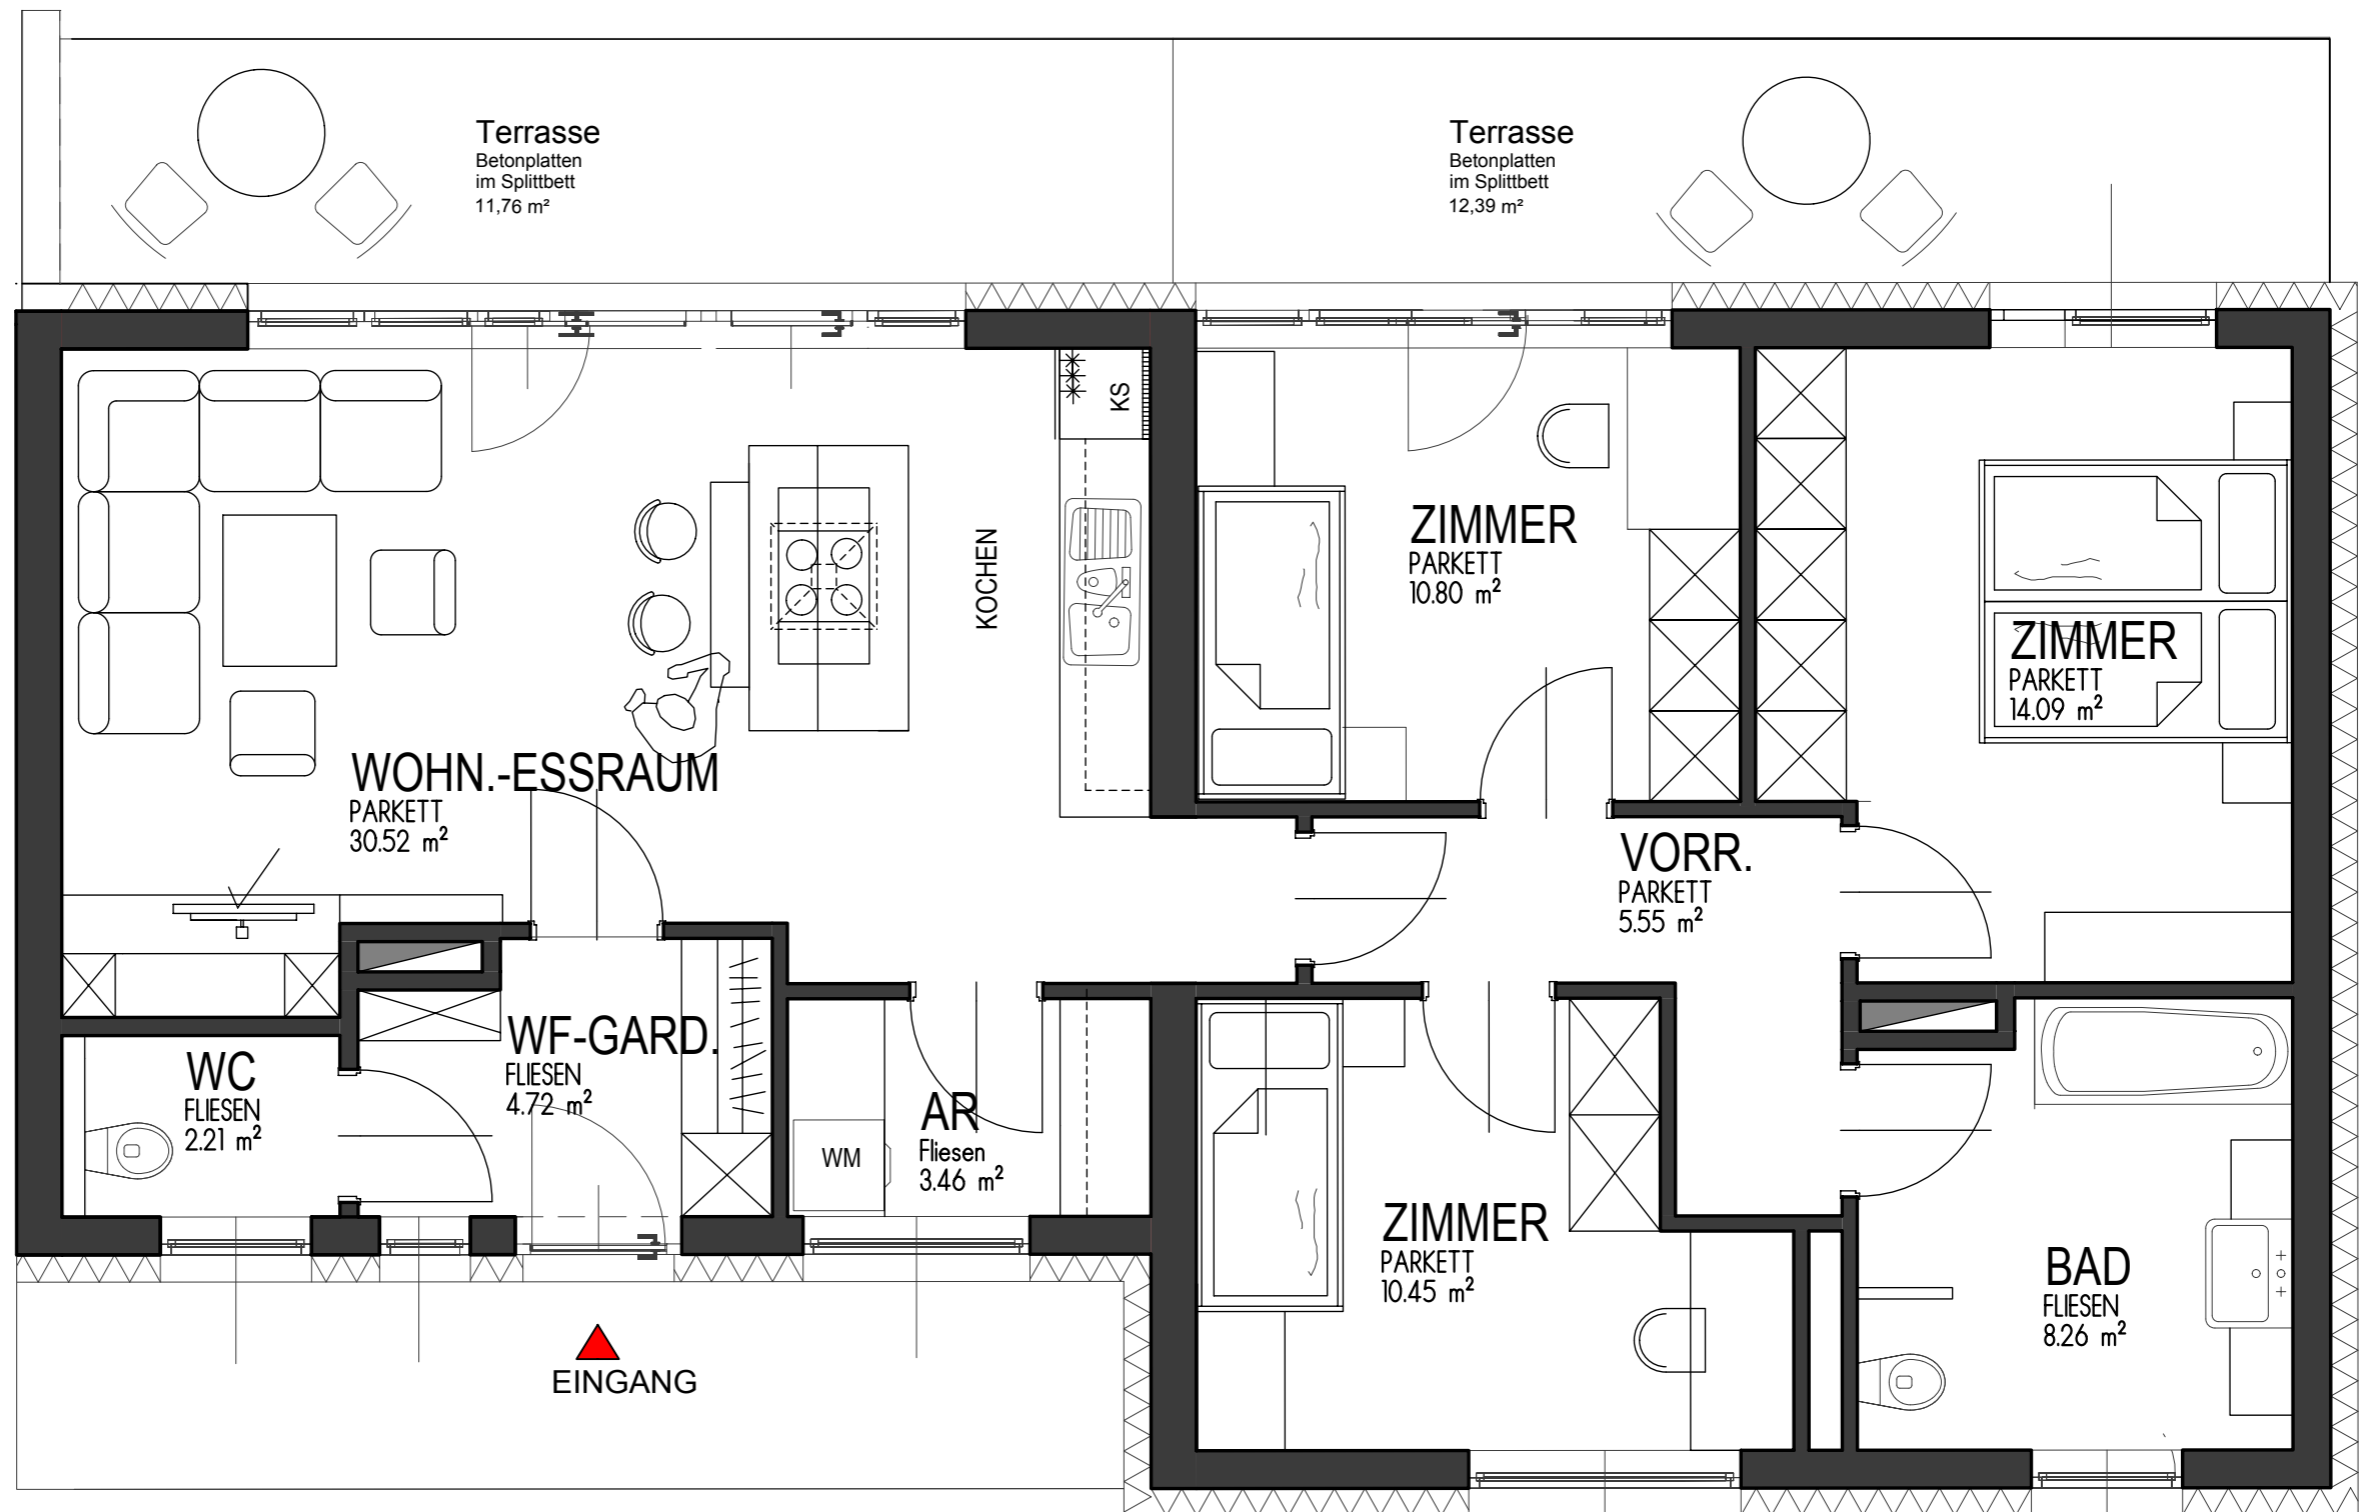 Terrasse
Betonplatten
im Splittbett
11,76 m²
Terrasse
Betonplatten
im Splittbett
12,39 m²
KS
KOCHEN
ZIMMER
PARKETT
10.80 m²
ZIMMER
PARKETT
14.09 m²
WOHN.-ESSRAUM
PARKETT
30.52 m²
VORR.
PARKETT
5.55 m²
WC
FLIESEN
2.21 m²
WF-GARD.
FLIESEN
4.72 m²
WM
AR
Fliesen
3.46 m²
ZIMMER
PARKETT
10.45 m²
BAD
FLIESEN
8.26 m²
EINGANG